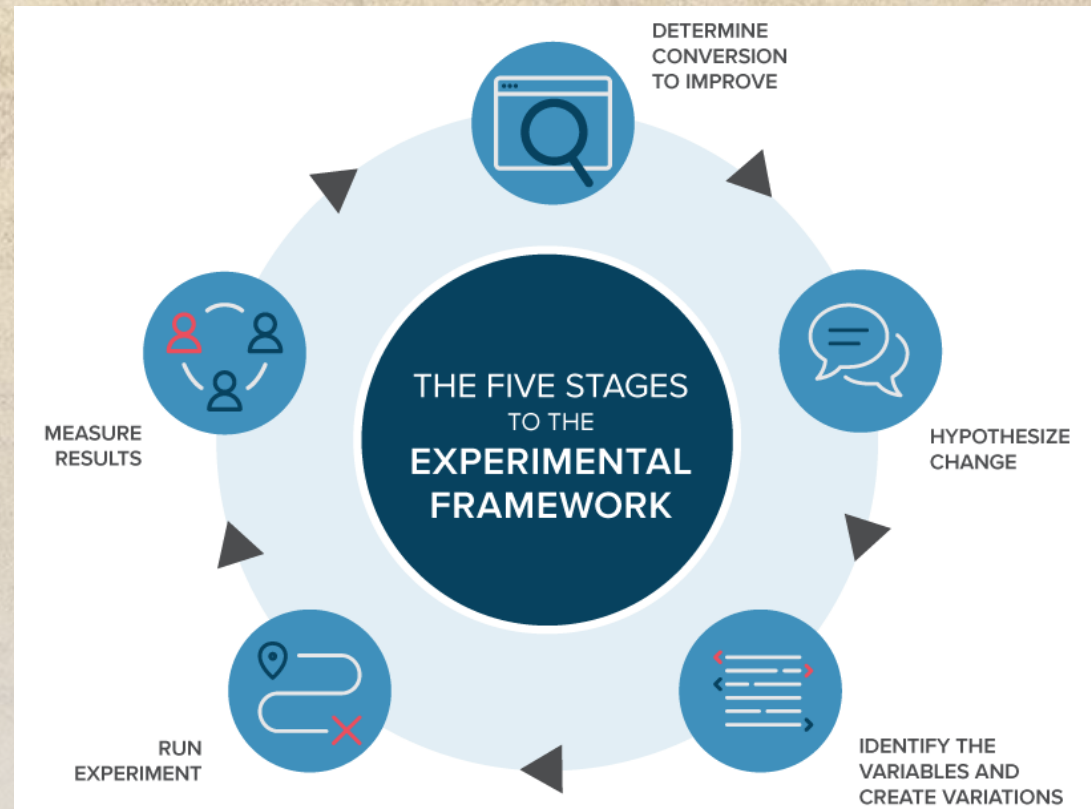 DETERMINE
CONVERSION
TO IMPROVE
HYPOTHESIZE
CHANGE
IDENTIFY THE
VARIABLES AND
CREATE VARIATIONS
RUN
EXPERIMENT
MEASURE
RESULTS
THE FIVE STAGES
TO THE
EXPERIMENTAL
FRAMEWORK